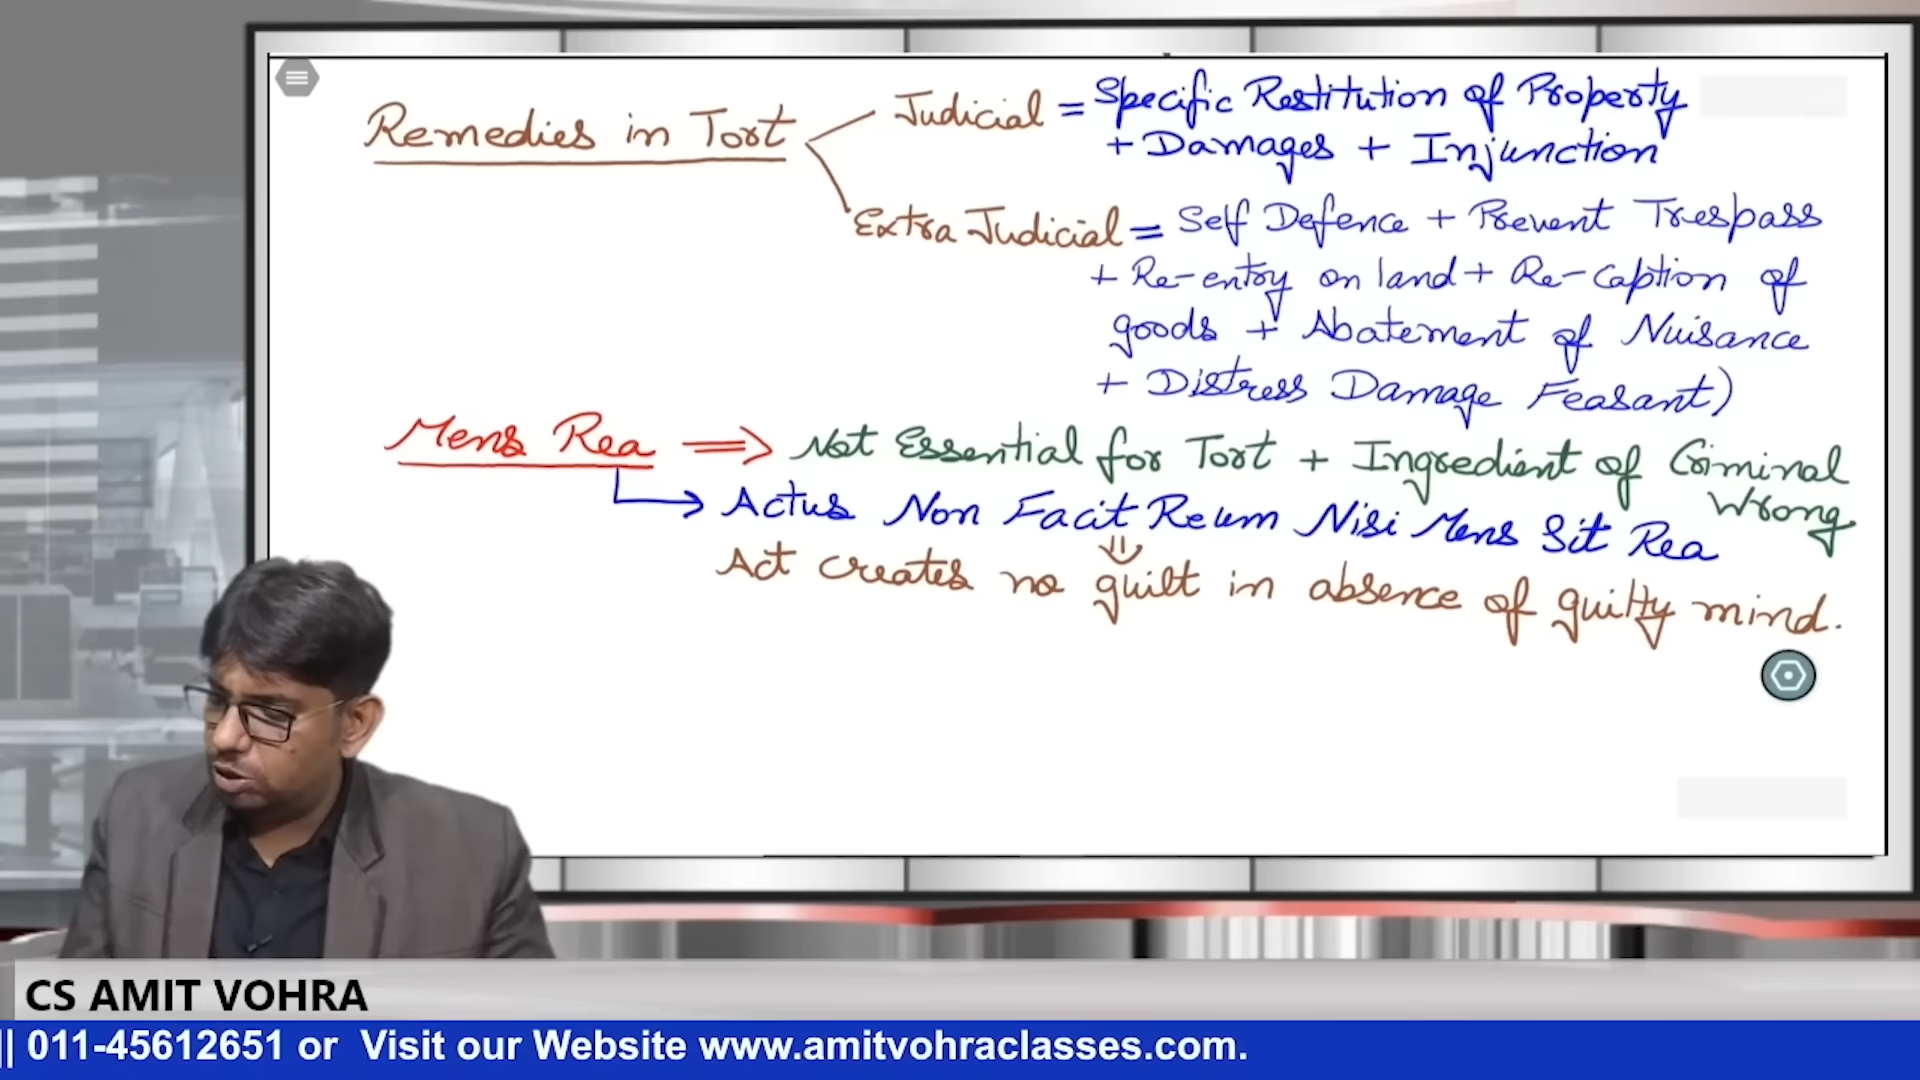 Remedies in Tort
Judicial = Specific Restitution of Property
+ Damages + Injunction
Extra Judicial = Self Defence + Prevent Trespass
+ Re-entry on land + Re-caption of
goods + Abatement of Nuisance
+ Distress Damage Feasant)
Mens Rea ⇒ Not Essential for Tort + Ingredient of Criminal
Wrong
→ Actus Non Facit Reum Nisi Mens Sit Rea
⇓
Act creates no guilt in absence of guilty mind.
CS AMIT VOHRA
|| 011-45612651 or Visit our Website www.amitvohraclasses.com.